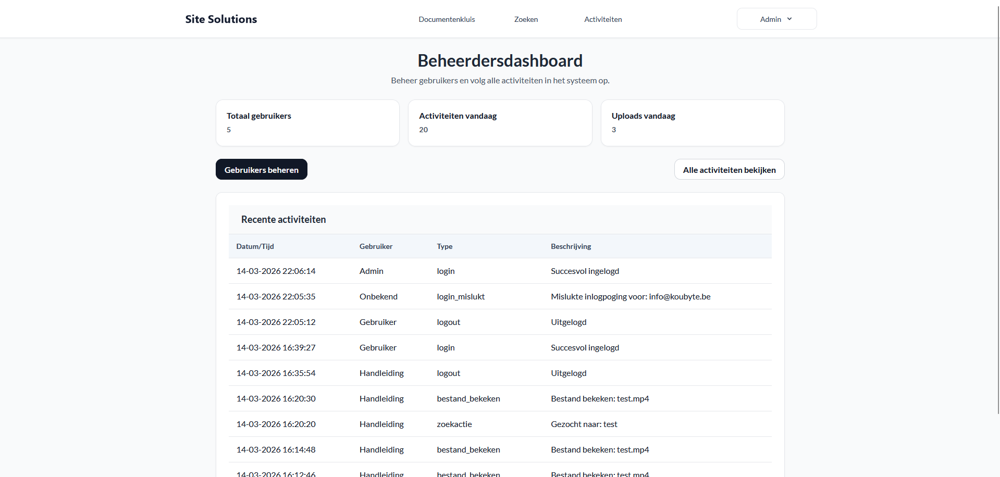 Site Solutions Documentenkluis Zoeken Activiteiten Admin
Beheerdersdashboard
Beheer gebruikers en volg alle activiteiten in het systeem op.
Totaal gebruikers Activiteiten vandaag Uploads vandaag
5 20 3
Gebruikers beheren Alle activiteiten bekijken
Recente activiteiten
Datum/Tijd Gebruiker Type Beschrijving
14-03-2026 22:06:14 Admin login Succesvol ingelogd
14-03-2026 22:05:35 Onbekend login_mislukt Mislukte inlogpoging voor: info@koubyte.be
14-03-2026 22:05:12 Gebruiker logout Uitgelogd
14-03-2026 16:39:27 Gebruiker login Succesvol ingelogd
14-03-2026 16:35:54 Handleiding logout Uitgelogd
14-03-2026 16:20:30 Handleiding bestand_bekeken Bestand bekeken: test.mp4
14-03-2026 16:20:20 Handleiding zoekactie Gezocht naar: test
14-03-2026 16:14:48 Handleiding bestand_bekeken Bestand bekeken: test.mp4
14-03-2026 16:12:46 Handleiding bestand_bekeken Bestand bekeken: test.mp4